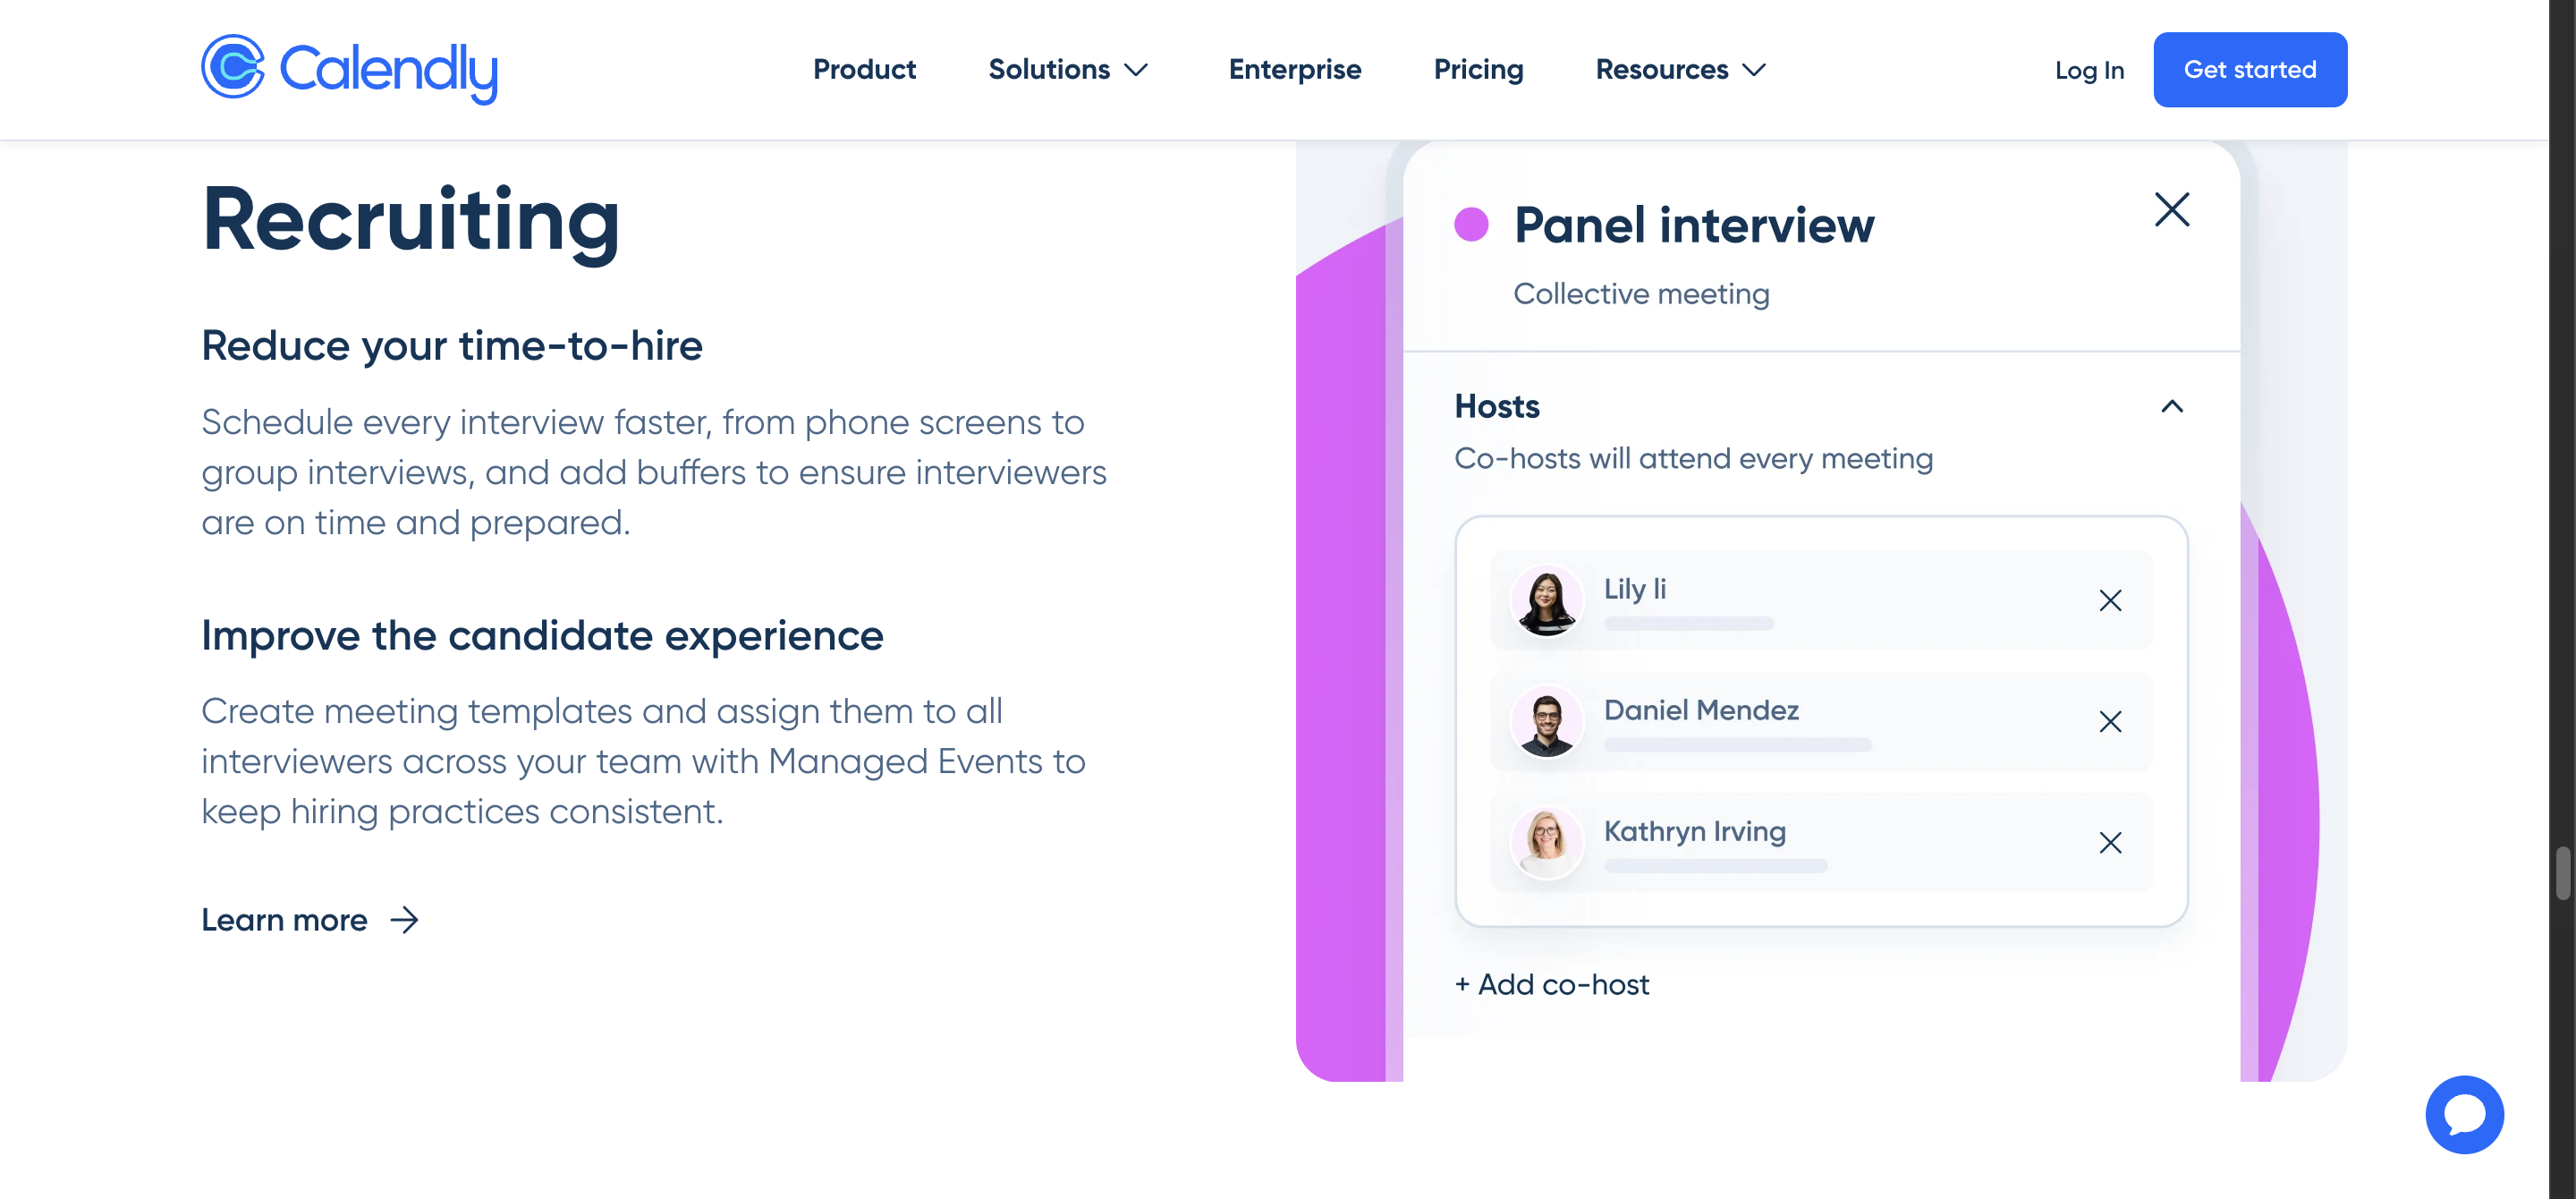 Calendly
Product
Solutions
Enterprise
Pricing
Resources
Log In
Get started
Recruiting
Reduce your time-to-hire
Schedule every interview faster, from phone screens to
group interviews, and add buffers to ensure interviewers
are on time and prepared.
Improve the candidate experience
Create meeting templates and assign them to all
interviewers across your team with Managed Events to
keep hiring practices consistent.
Learn more
Panel interview
Collective meeting
Hosts
Co-hosts will attend every meeting
Lily li
Daniel Mendez
Kathryn Irving
+ Add co-host